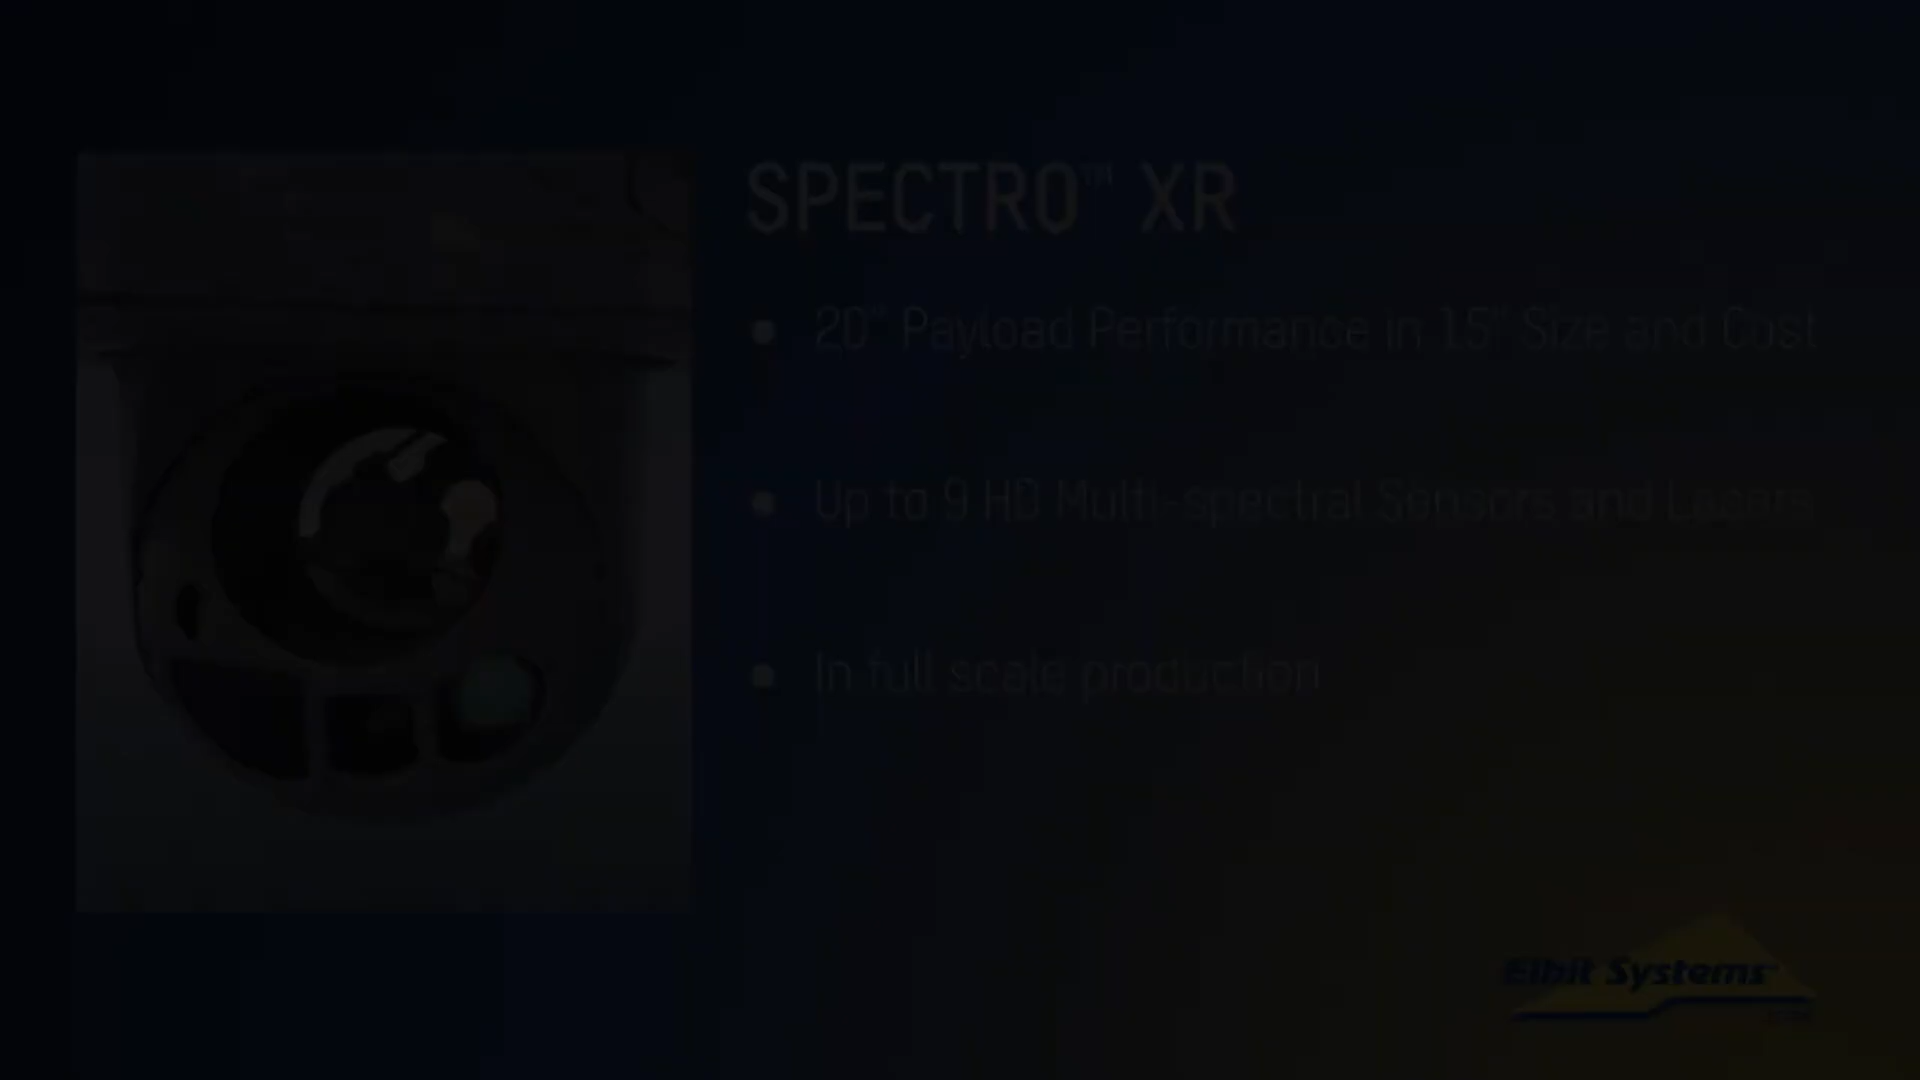 SPECTRO™ XR
20" Payload Performance in 15" Size and Cost
Up to 9 HD Multi-spectral Sensors and Lasers
In full scale production
Elbit Systems™